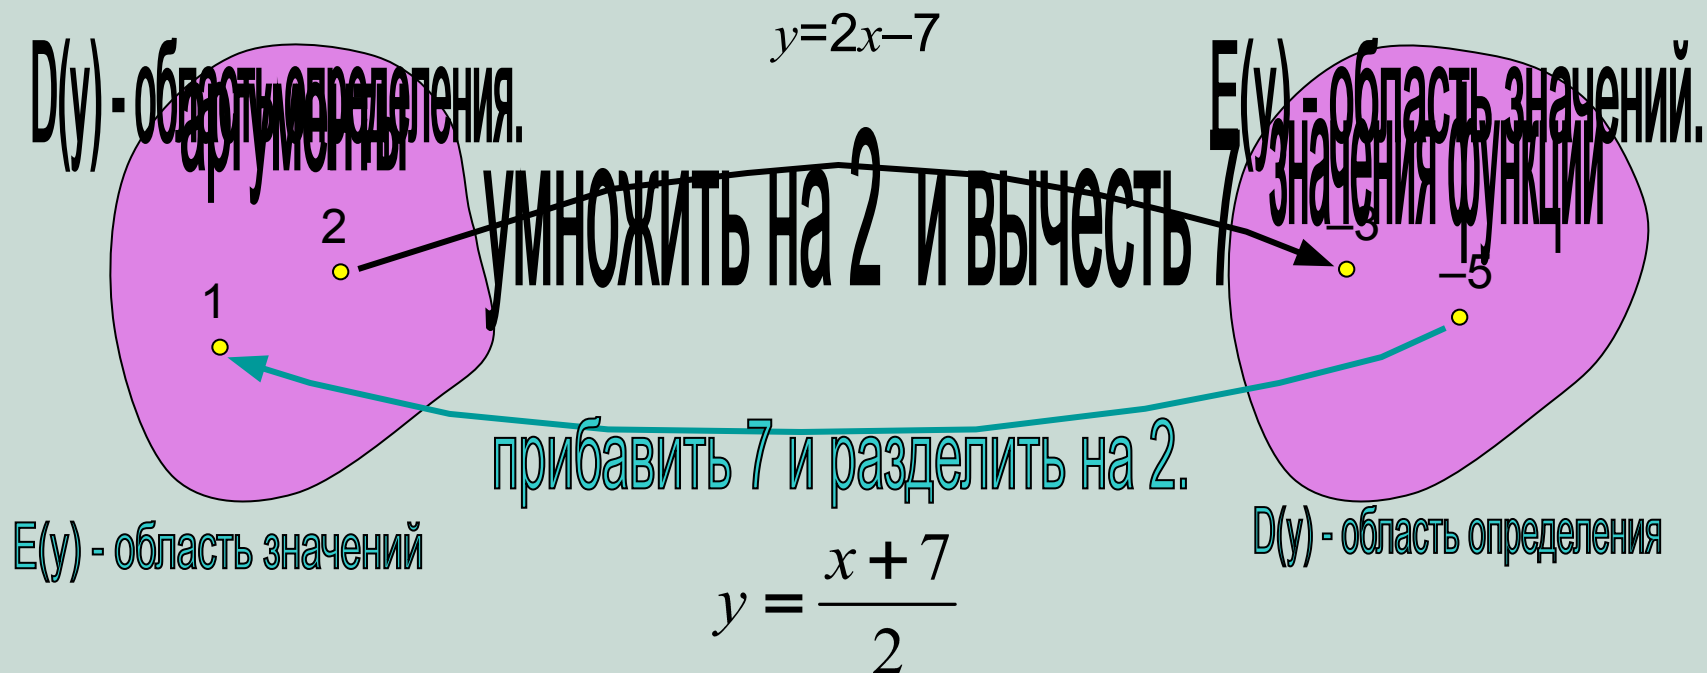 y=2x–7
D(y) - область определения.
аргументы
E(y) - область значений.
значения функции
умножить на 2 и вычесть 7
2
–3
1
–5
прибавить 7 и разделить на 2.
E(y) - область значений
D(y) - область определения
y = (x + 7)/2